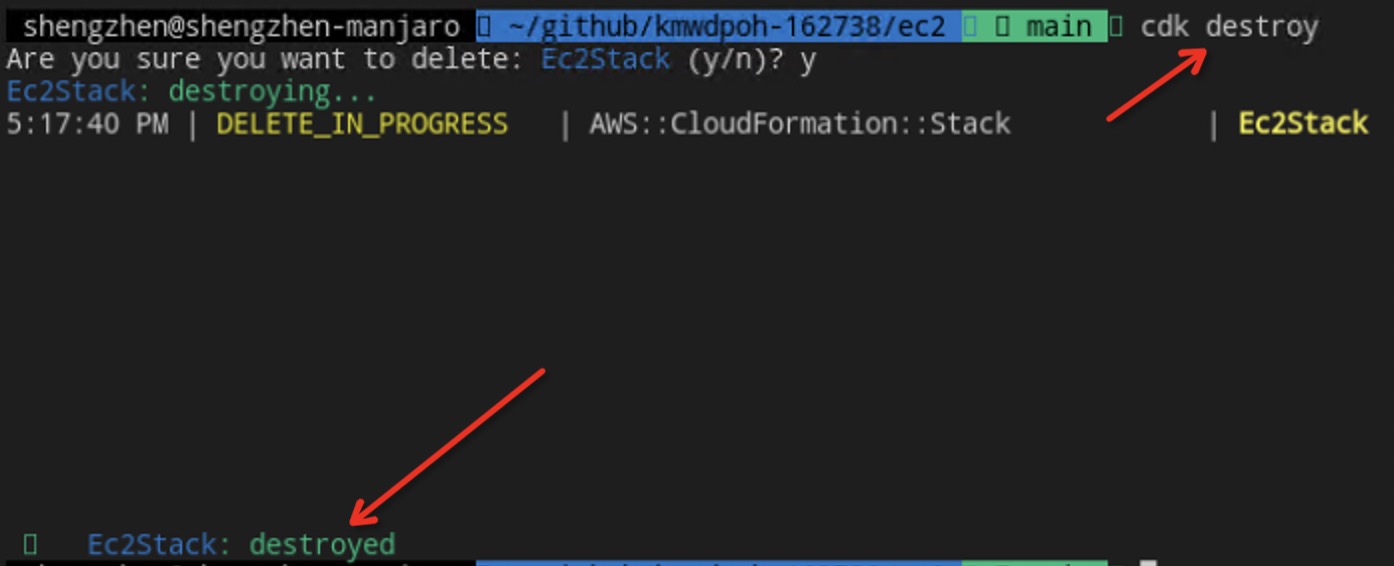 shengzhen@shengzhen-manjaro ~/github/kmwdpoh-162738/ec2 main cdk destroy
Are you sure you want to delete: Ec2Stack (y/n)? y
Ec2Stack: destroying...
5:17:40 PM | DELETE_IN_PROGRESS | AWS::CloudFormation::Stack | Ec2Stack
Ec2Stack: destroyed